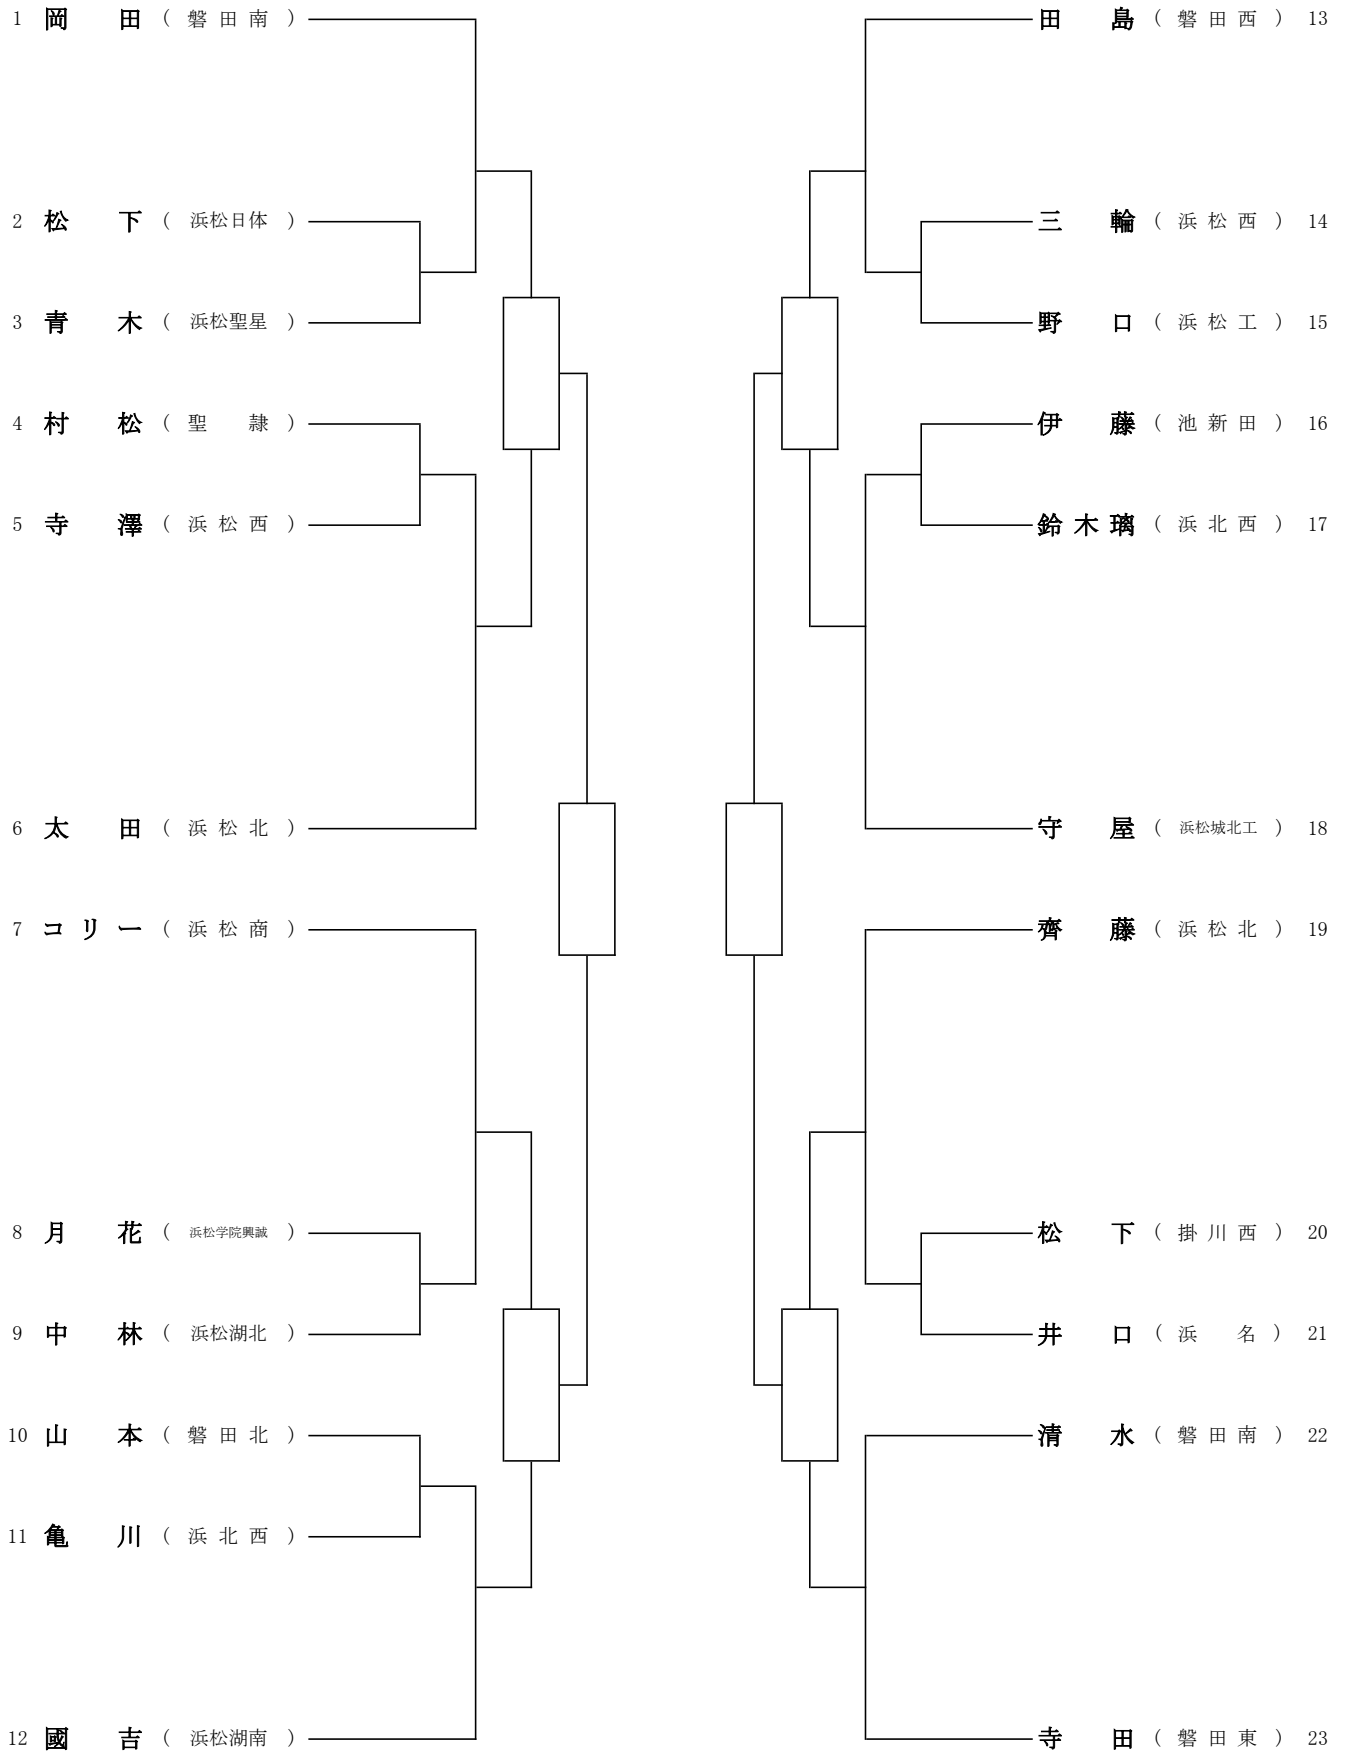 1 岡田 (磐田南)
2 松下 (浜松日体)
3 青木 (浜松聖星)
4 村松 (聖隷)
5 寺澤 (浜松西)
6 太田 (浜松北)
7 コリー (浜松商)
8 月花 (浜松学院興誠)
9 中林 (浜松湖北)
10 山本 (磐田北)
11 亀川 (浜北西)
12 國吉 (浜松湖南)
田島 (磐田西) 13
三輪 (浜松西) 14
野口 (浜松工) 15
伊藤 (池新田) 16
鈴木璃 (浜北西) 17
守屋 (浜松城北工) 18
齊藤 (浜松北) 19
松下 (掛川西) 20
井口 (浜名) 21
清水 (磐田南) 22
寺田 (磐田東) 23